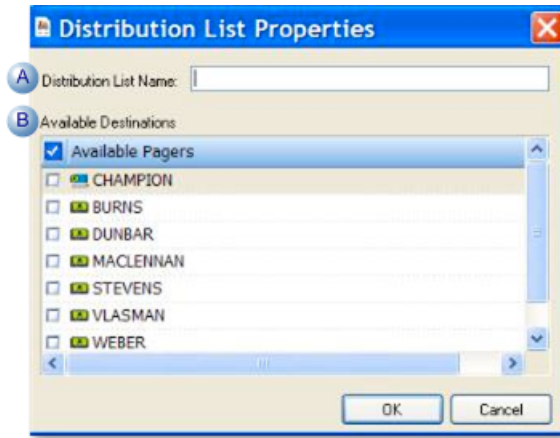 Distribution List Properties
A Distribution List Name:
B Available Destinations
Available Pagers
CHAMPION
BURNS
DUNBAR
MACLENNAN
STEVENS
VLASMAN
WEBER
OK Cancel